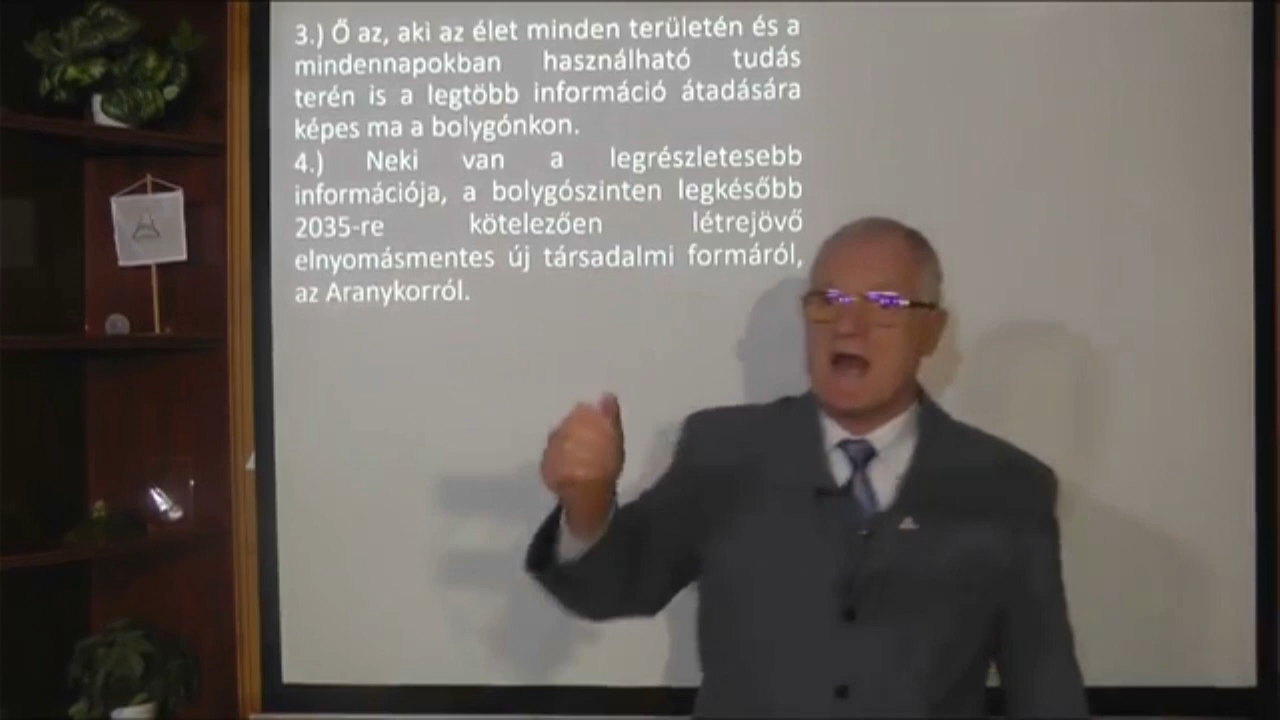 3.) Ő az, aki az élet minden területén és a
mindennapokban használható tudás
terén is a legtöbb információ átadására
képes ma a bolygónkon.
4.) Neki van a legrészletesebb
információja, a bolygószinten legkésőbb
2035-re kötelezően létrejövő
elnyomásmentes új társadalmi formáról,
az Aranykorról.